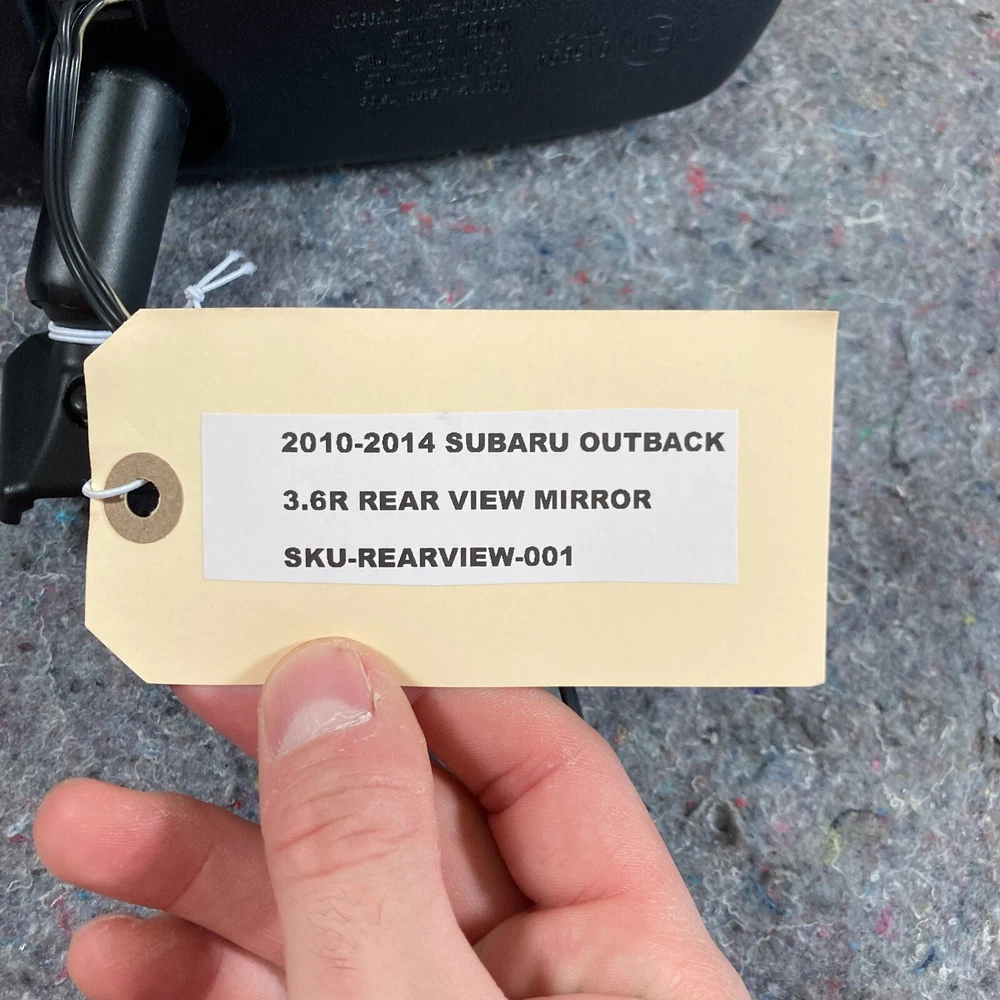 2010-2014 SUBARU OUTBACK
3.6R REAR VIEW MIRROR
SKU-REARVIEW-001